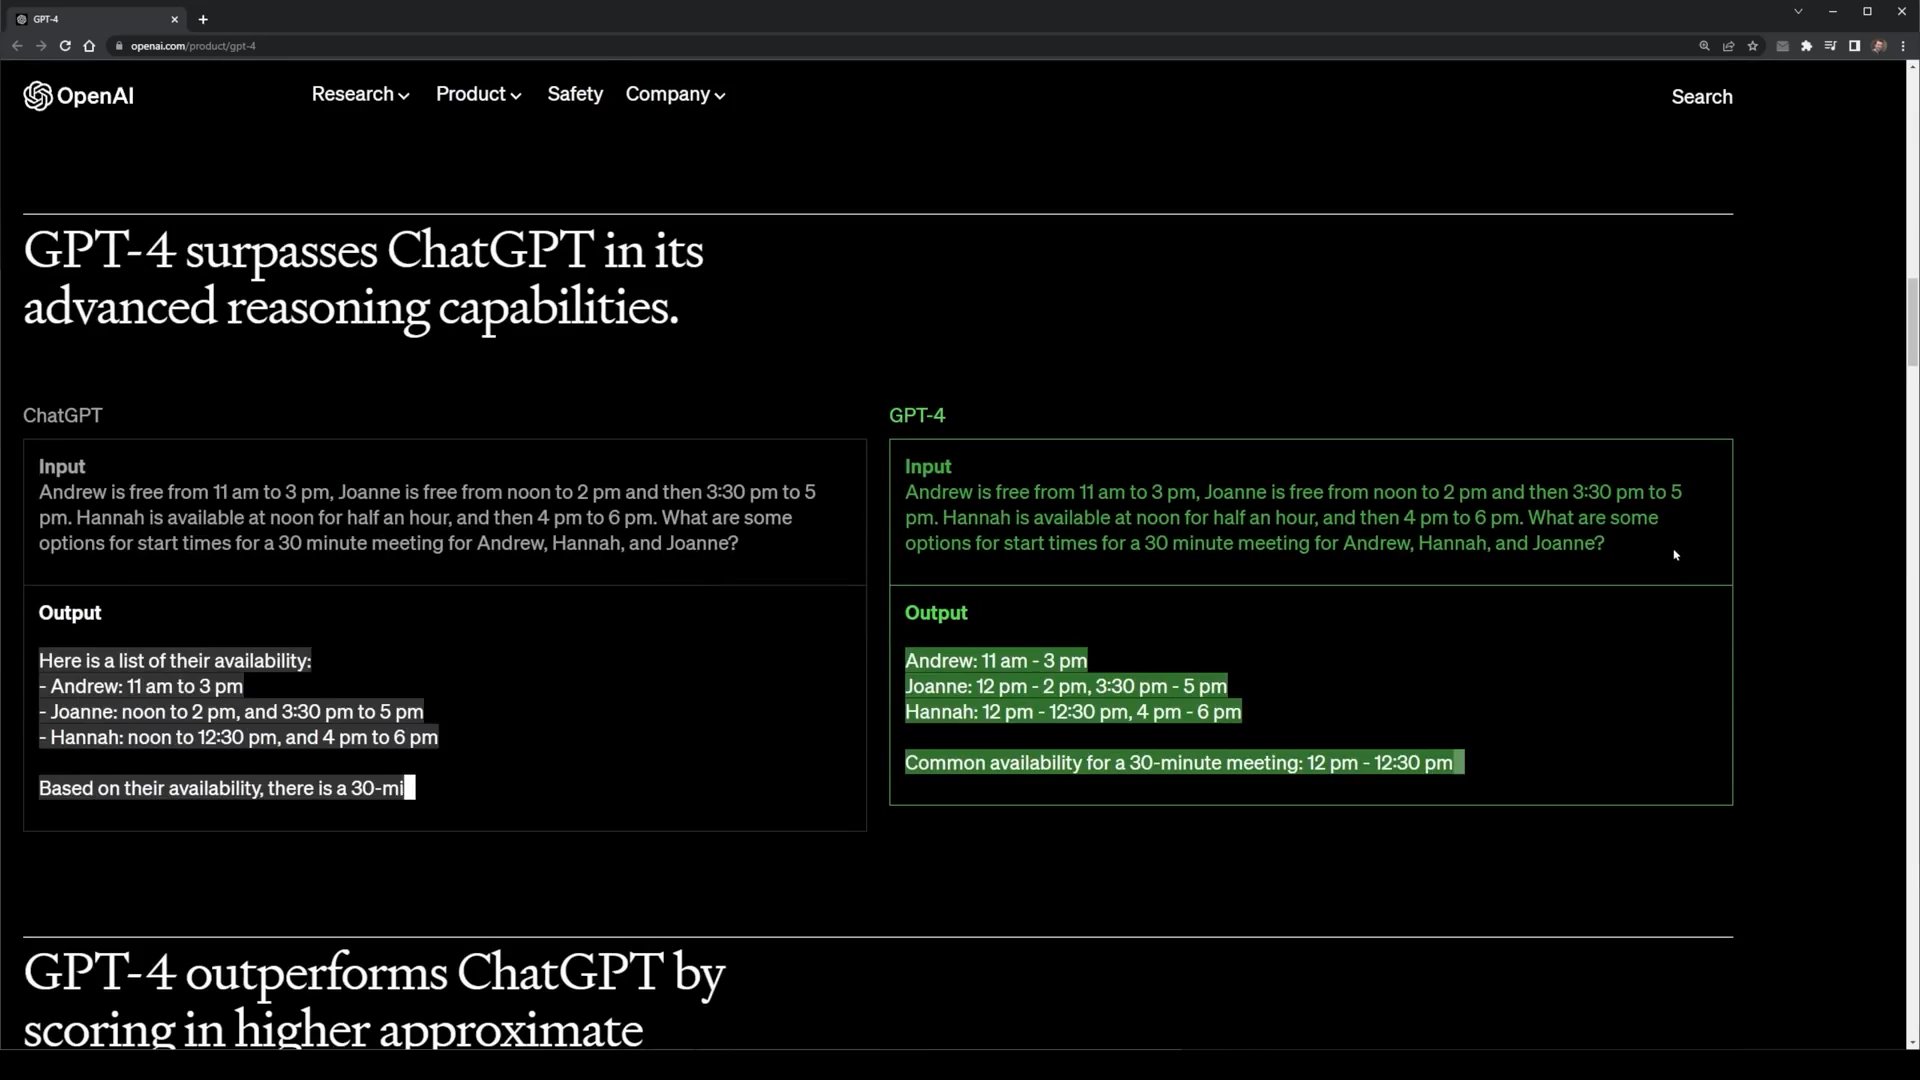 GPT-4
openai.com/product/gpt-4
OpenAI
Research
Product
Safety
Company
Search
GPT-4 surpasses ChatGPT in its
advanced reasoning capabilities.
ChatGPT
Input
Andrew is free from 11 am to 3 pm, Joanne is free from noon to 2 pm and then 3:30 pm to 5
pm. Hannah is available at noon for half an hour, and then 4 pm to 6 pm. What are some
options for start times for a 30 minute meeting for Andrew, Hannah, and Joanne?
Output
Here is a list of their availability:
- Andrew: 11 am to 3 pm
- Joanne: noon to 2 pm, and 3:30 pm to 5 pm
- Hannah: noon to 12:30 pm, and 4 pm to 6 pm
Based on their availability, there is a 30-mi
GPT-4
Input
Andrew is free from 11 am to 3 pm, Joanne is free from noon to 2 pm and then 3:30 pm to 5
pm. Hannah is available at noon for half an hour, and then 4 pm to 6 pm. What are some
options for start times for a 30 minute meeting for Andrew, Hannah, and Joanne?
Output
Andrew: 11 am - 3 pm
Joanne: 12 pm - 2 pm, 3:30 pm - 5 pm
Hannah: 12 pm - 12:30 pm, 4 pm - 6 pm
Common availability for a 30-minute meeting: 12 pm - 12:30 pm
GPT-4 outperforms ChatGPT by
scoring in higher approximate